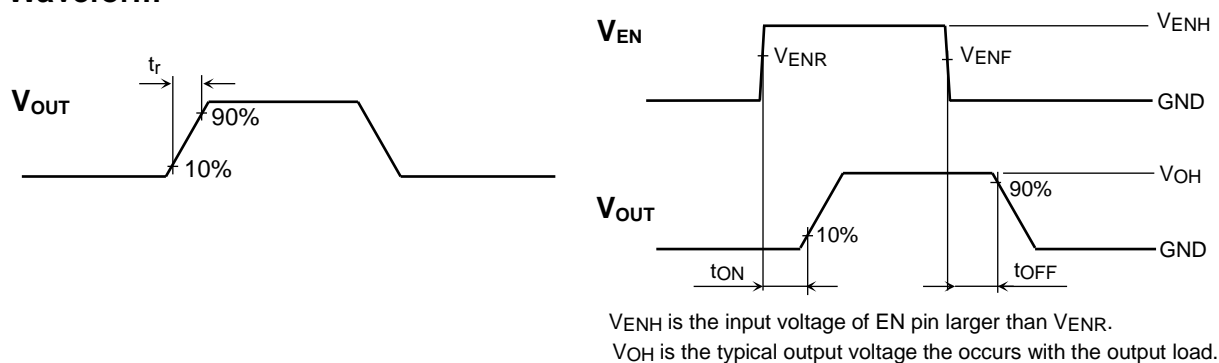 tr
VOUT
90%
10%
VEN
VENH
VENR
VENF
GND
VOH
90%
VOUT
10%
GND
tON
tOFF
VENH is the input voltage of EN pin larger than VENR.
VOH is the typical output voltage the occurs with the output load.